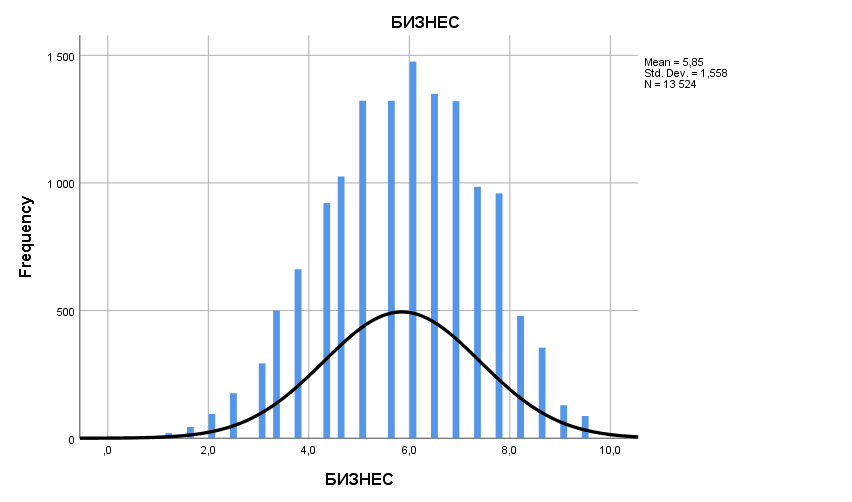 БИЗНЕС
Mean = 5,85
Std. Dev. = 1,558
N = 13 524
Frequency
1 500
1 000
500
0
,0
2,0
4,0
6,0
8,0
10,0
БИЗНЕС